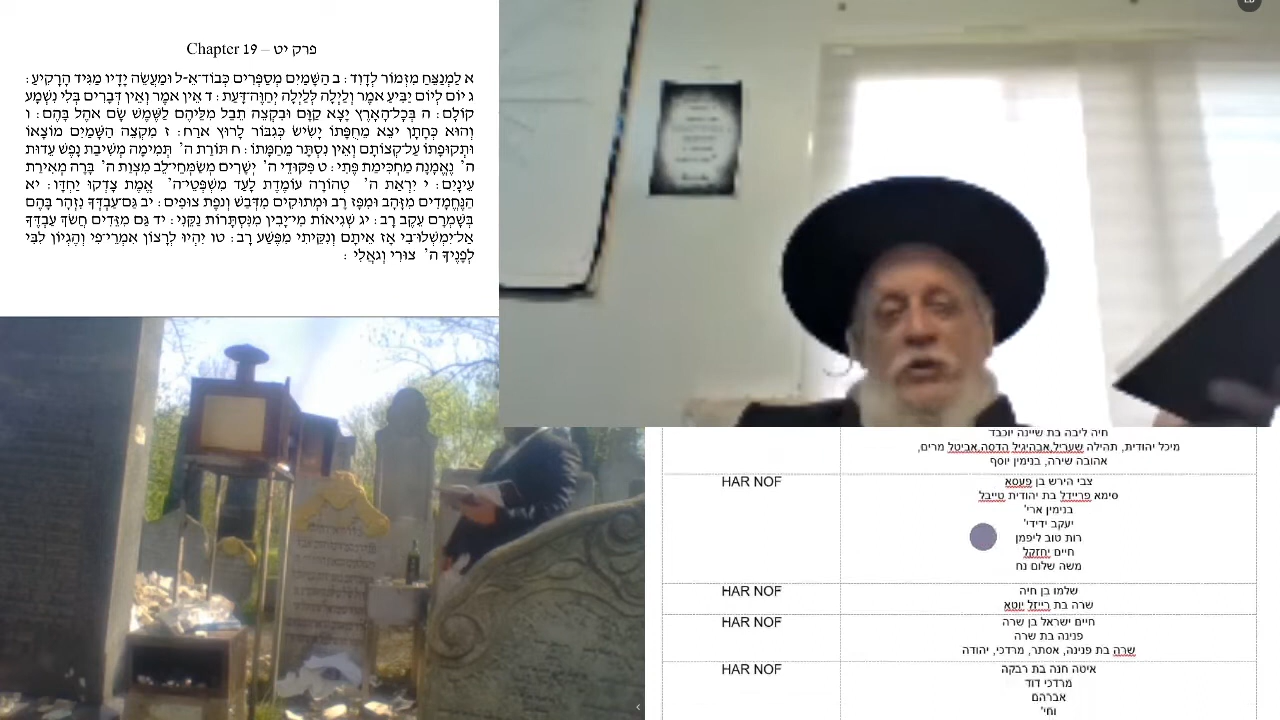 Chapter 19 – פרק יט
א לַמְנַצֵּחַ מִזְמוֹר לְדָוִד : ב הַשָּׁמַיִם מְסַפְּרִים כְּבוֹד־אֵ-ל וּמַעֲשֵׂה יָדָיו מַגִּיד הָרָקִיעַ :
ג יוֹם לְיוֹם יַבִּיעַ אֹמֶר וְלַיְלָה לְּלַיְלָה יְחַוֶּה־דָּעַת : ד אֵין אֹמֶר וְאֵין דְּבָרִים בְּלִי נִשְׁמָע
קוֹלָם : ה בְּכָל־הָאָרֶץ יָצָא קַוָּם וּבִקְצֵה תֵבֵל מִלֵּיהֶם לַשֶּׁמֶשׁ שָׂם אֹהֶל בָּהֶם : ו
וְהוּא כְּחָתָן יֹצֵא מֵחֻפָּתוֹ יָשִׂישׂ כְּגִבּוֹר לָרוּץ אֹרַח : ז מִקְצֵה הַשָּׁמַיִם מוֹצָאוֹ
וּתְקוּפָתוֹ עַל־קְצוֹתָם וְאֵין נִסְתָּר מֵחַמָּתוֹ : ח תּוֹרַת ה' תְּמִימָה מְשִׁיבַת נָפֶשׁ עֵדוּת
ה' נֶאֱמָנָה מַחְכִּימַת פֶּתִי : ט פִּקּוּדֵי ה' יְשָׁרִים מְשַׂמְּחֵי־לֵב מִצְוַת ה' בָּרָה מְאִירַת
עֵינָיִם : י יִרְאַת ה' טְהוֹרָה עוֹמֶדֶת לָעַד מִשְׁפְּטֵי־ה' אֱמֶת צָדְקוּ יַחְדָּו : יא
הַנֶּחֱמָדִים מִזָּהָב וּמִפַּז רָב וּמְתוּקִים מִדְּבַשׁ וְנֹפֶת צוּפִים : יב גַּם־עַבְדְּךָ נִזְהָר בָּהֶם
בְּשָׁמְרָם עֵקֶב רָב : יג שְׁגִיאוֹת מִי־יָבִין מִנִּסְתָּרוֹת נַקֵּנִי : יד גַּם מִזֵּדִים חֲשֹׂךְ עַבְדֶּךָ
אַל־יִמְשְׁלוּ־בִי אָז אֵיתָם וְנִקֵּיתִי מִפֶּשַׁע רָב : טו יִהְיוּ לְרָצוֹן אִמְרֵי־פִי וְהֶגְיוֹן לִבִּי
לְפָנֶיךָ ה' צוּרִי וְגֹאֲלִי :
חיה ליבה בת שיינה יוכבד
מיכל יהודית, תהילה שעריל,אבהיגיל הדסה,אביטל מרים,
אהובה שירה, בנימין יוסף
HAR NOF
צבי הירש בן פעסא
סימא פריידל בת יהודית טייבל
בנימין ארי'
יעקב ידידי'
רות טוב ליפמן
חיים יחזקל
משה שלום נח
HAR NOF
שלמו בן חיה
שרה בת רייזל יוטא
HAR NOF
חיים ישראל בן שרה
פנינה בת שרה
שרה בת פנינה, אסתר, מרדכי, יהודה
HAR NOF
איטה חנה בת רבקה
מרדכי דוד
אברהם
וחי'